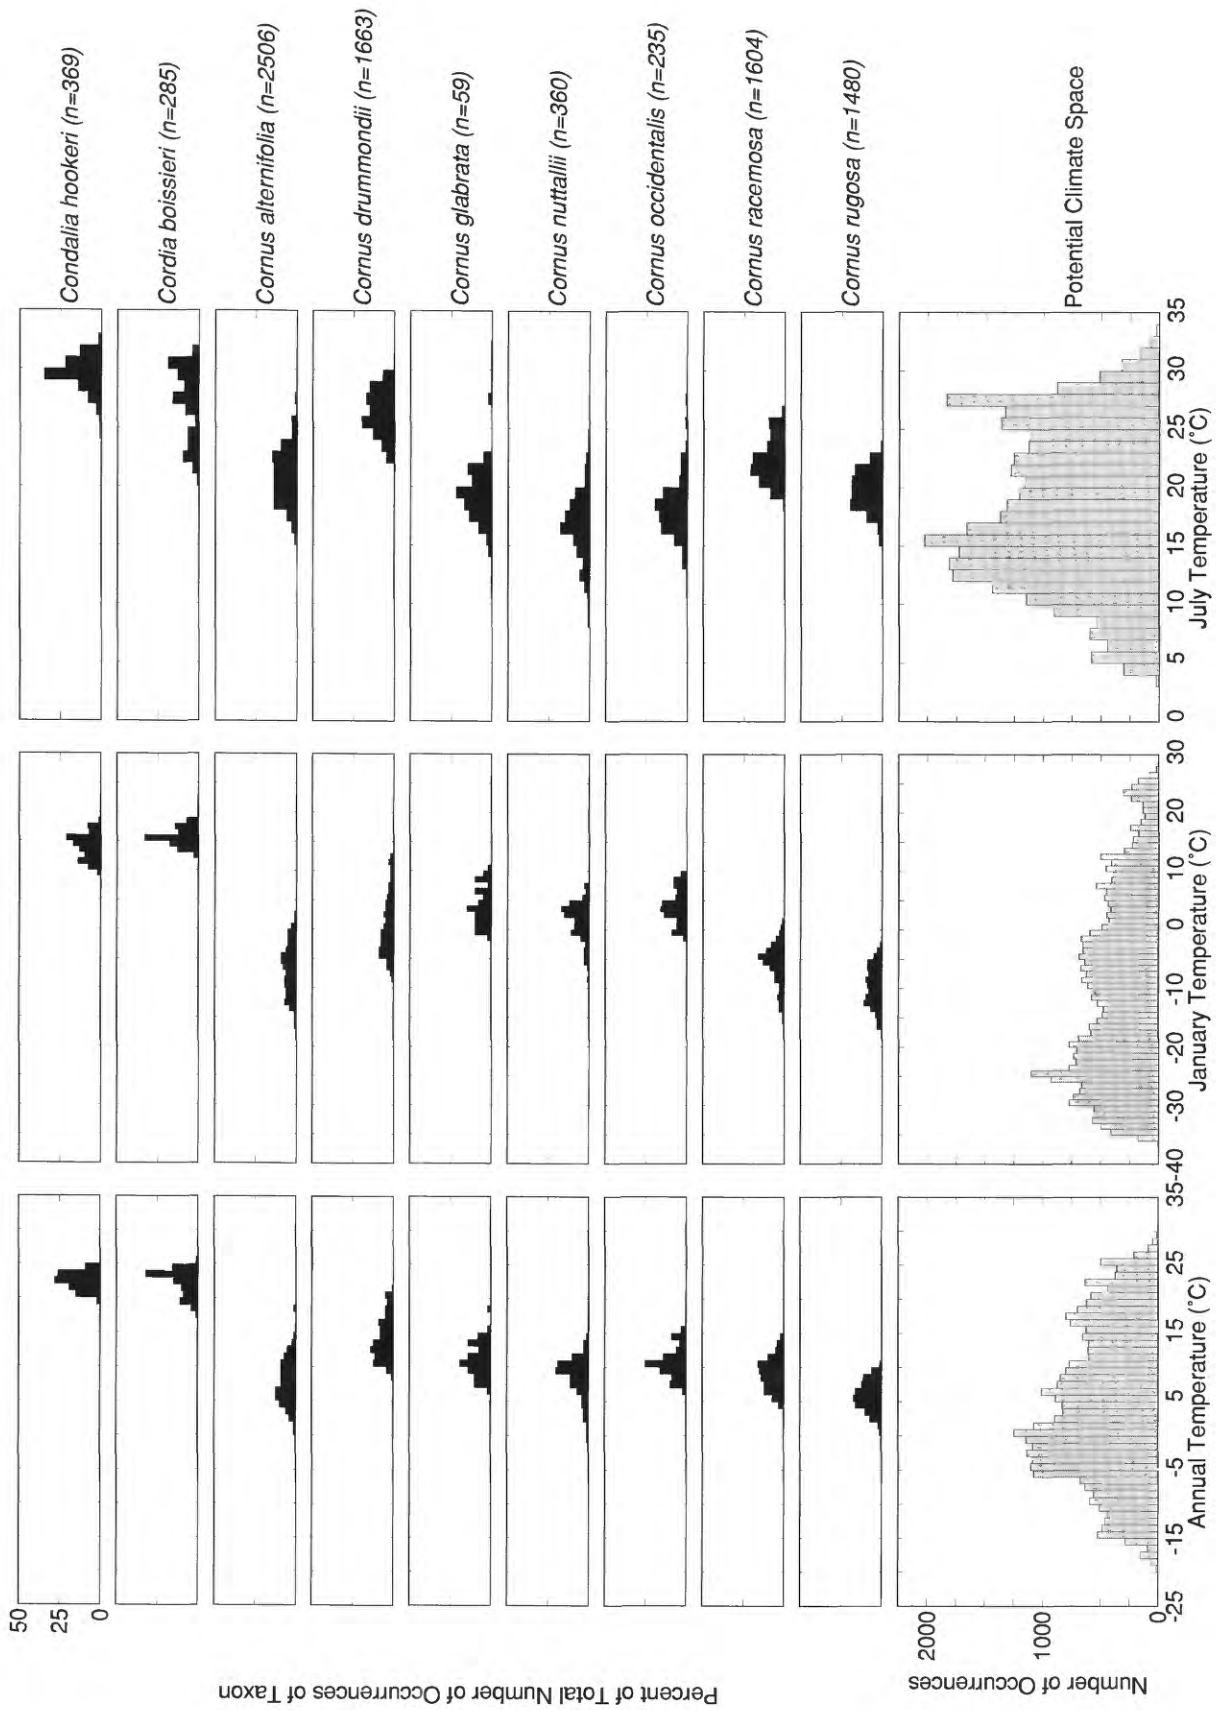 Condalia hookeri (n=369)
Cordia boissieri (n=285)
Cornus alternifolia (n=2506)
Cornus drummondii (n=1663)
Cornus glabrata (n=59)
Cornus nuttallii (n=360)
Cornus occidentalis (n=235)
Cornus racemosa (n=1604)
Cornus rugosa (n=1480)
Potential Climate Space
50
25
0
Percent of Total Number of Occurrences of Taxon
2000
1000
0
Number of Occurrences
-25 -15 -5 5 15 25 35
Annual Temperature (°C)
-40 -30 -20 -10 0 10 20 30
January Temperature (°C)
0 5 10 15 20 25 30 35
July Temperature (°C)